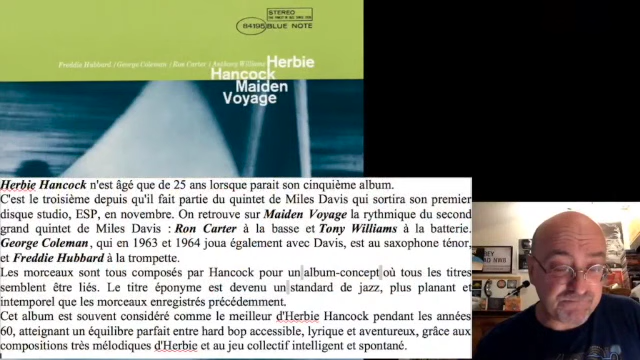 STEREO
84195 BLUE NOTE
Freddie Hubbard / George Coleman / Ron Carter / Anthony Williams Herbie
Hancock
Maiden
Voyage
Herbie Hancock n'est âgé que de 25 ans lorsque parait son cinquième album.
C'est le troisième depuis qu'il fait partie du quintet de Miles Davis qui sortira son premier
disque studio, ESP, en novembre. On retrouve sur Maiden Voyage la rythmique du second
grand quintet de Miles Davis : Ron Carter à la basse et Tony Williams à la batterie.
George Coleman, qui en 1963 et 1964 joua également avec Davis, est au saxophone ténor,
et Freddie Hubbard à la trompette.
Les morceaux sont tous composés par Hancock pour un album-concept où tous les titres
semblent être liés. Le titre éponyme est devenu un standard de jazz, plus planant et
intemporel que les morceaux enregistrés précédemment.
Cet album est souvent considéré comme le meilleur d'Herbie Hancock pendant les années
60, atteignant un équilibre parfait entre hard bop accessible, lyrique et aventureux, grâce aux
compositions très mélodiques d'Herbie et au jeu collectif intelligent et spontané.